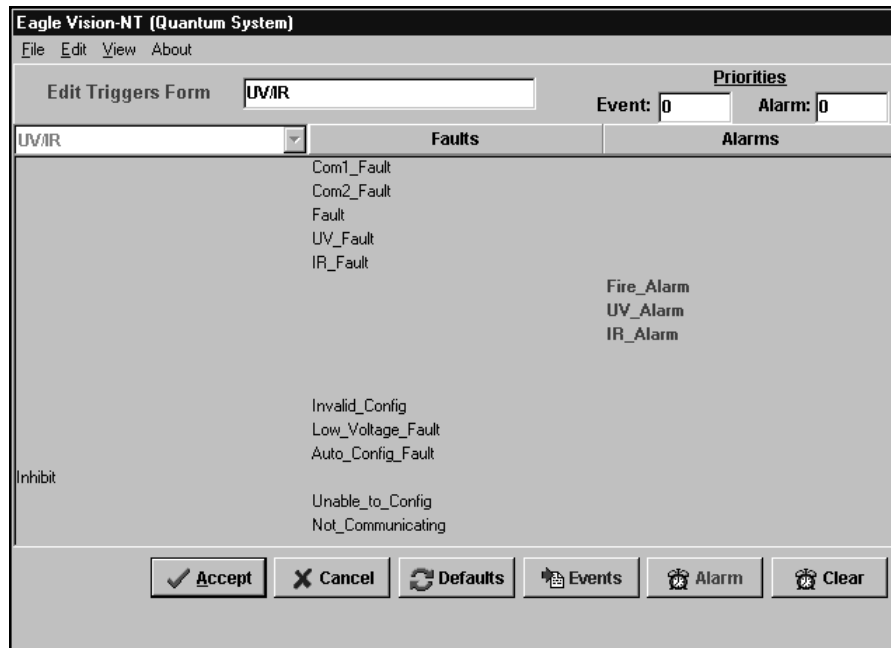 Eagle Vision-NT (Quantum System)
File Edit View About
Edit Triggers Form UV/IR
Priorities
Event: 0 Alarm: 0
UV/IR Faults Alarms
Com1_Fault
Com2_Fault
Fault
UV_Fault
IR_Fault
Fire_Alarm
UV_Alarm
IR_Alarm
Invalid_Config
Low_Voltage_Fault
Auto_Config_Fault
Inhibit
Unable_to_Config
Not_Communicating
Accept Cancel Defaults Events Alarm Clear